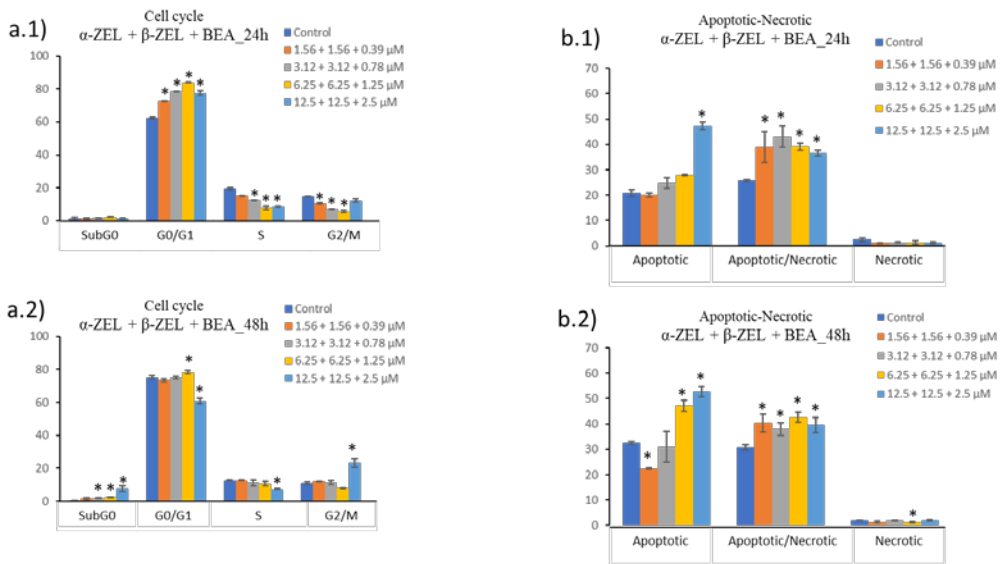 a.1)
Cell cycle
α-ZEL + β-ZEL + BEA_24h
Control
1.56 + 1.56 + 0.39 µM
3.12 + 3.12 + 0.78 µM
6.25 + 6.25 + 1.25 µM
12.5 + 12.5 + 2.5 µM
100
80
60
40
20
0
* * * *
* * *
* * *
SubG0 G0/G1 S G2/M
b.1)
Apoptotic-Necrotic
α-ZEL + β-ZEL + BEA_24h
Control
1.56 + 1.56 + 0.39 µM
3.12 + 3.12 + 0.78 µM
6.25 + 6.25 + 1.25 µM
12.5 + 12.5 + 2.5 µM
70
60
50
40
30
20
10
0
*
* * * *
Apoptotic Apoptotic/Necrotic Necrotic
a.2)
Cell cycle
α-ZEL + β-ZEL + BEA_48h
Control
1.56 + 1.56 + 0.39 µM
3.12 + 3.12 + 0.78 µM
6.25 + 6.25 + 1.25 µM
12.5 + 12.5 + 2.5 µM
100
80
60
40
20
0
* * *
* *
*
*
SubG0 G0/G1 S G2/M
b.2)
Apoptotic-Necrotic
α-ZEL + β-ZEL + BEA_48h
Control
1.56 + 1.56 + 0.39 µM
3.12 + 3.12 + 0.78 µM
6.25 + 6.25 + 1.25 µM
12.5 + 12.5 + 2.5 µM
70
60
50
40
30
20
10
0
* * *
* * * *
*
Apoptotic Apoptotic/Necrotic Necrotic